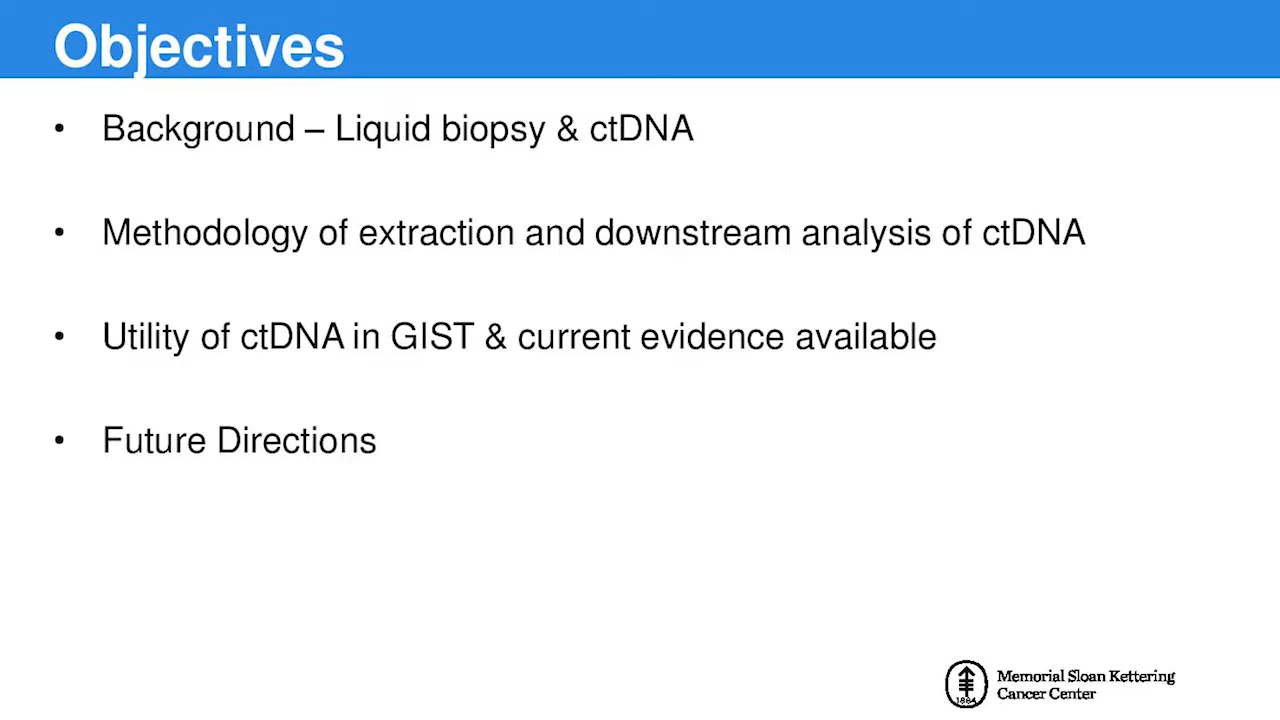 Objectives
• Background – Liquid biopsy & ctDNA
• Methodology of extraction and downstream analysis of ctDNA
• Utility of ctDNA in GIST & current evidence available
• Future Directions
Memorial Sloan Kettering
Cancer Center
1884